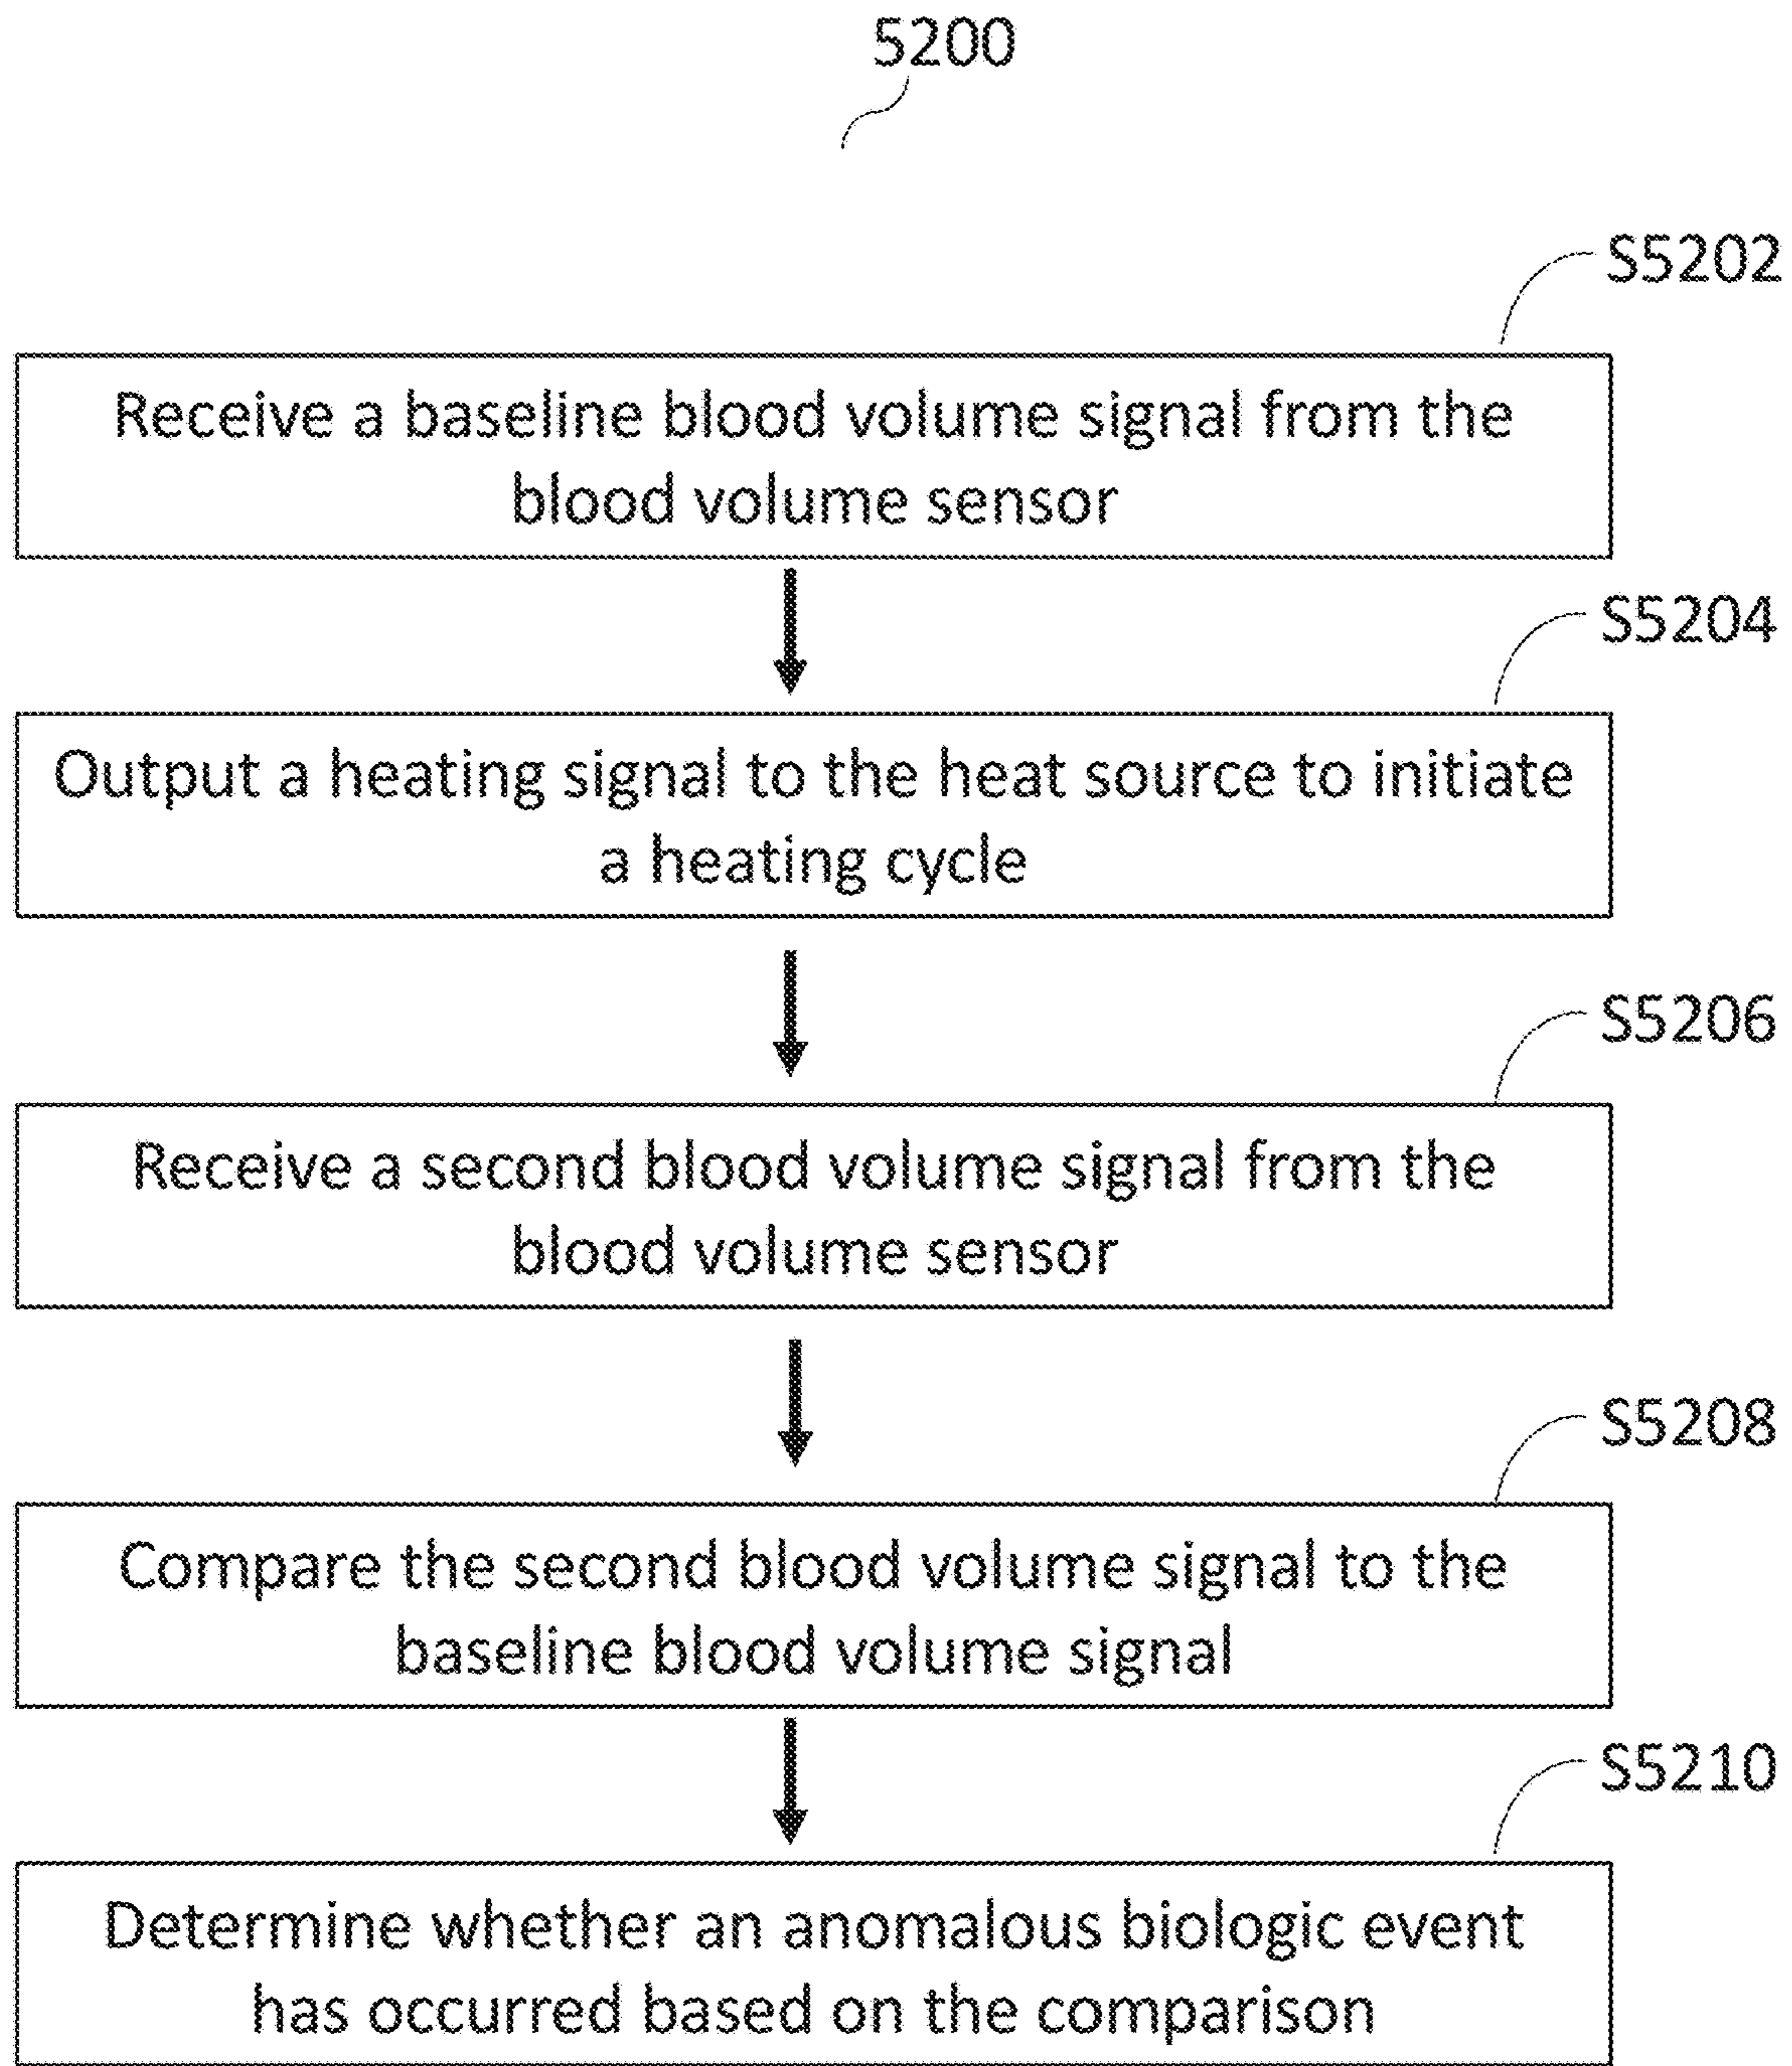 5200
S5202
Receive a baseline blood volume signal from the
blood volume sensor
S5204
Output a heating signal to the heat source to initiate
a heating cycle
S5206
Receive a second blood volume signal from the
blood volume sensor
S5208
Compare the second blood volume signal to the
baseline blood volume signal
S5210
Determine whether an anomalous biologic event
has occurred based on the comparison